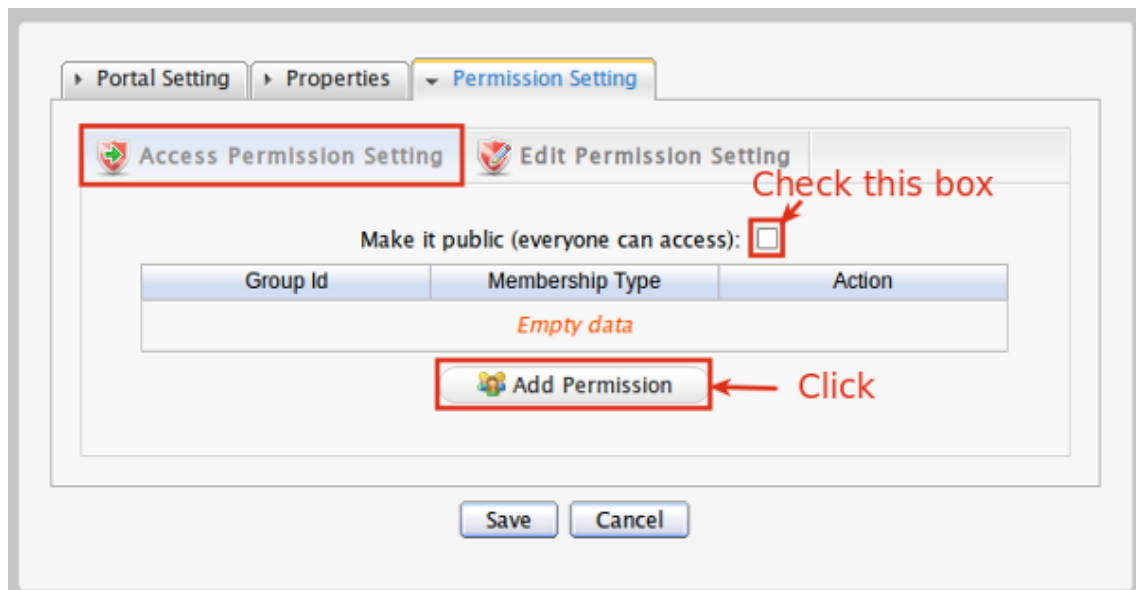 Portal Setting Properties Permission Setting
Access Permission Setting Edit Permission Setting
Check this box
Make it public (everyone can access):
Group Id Membership Type Action
Empty data
Add Permission Click
Save Cancel